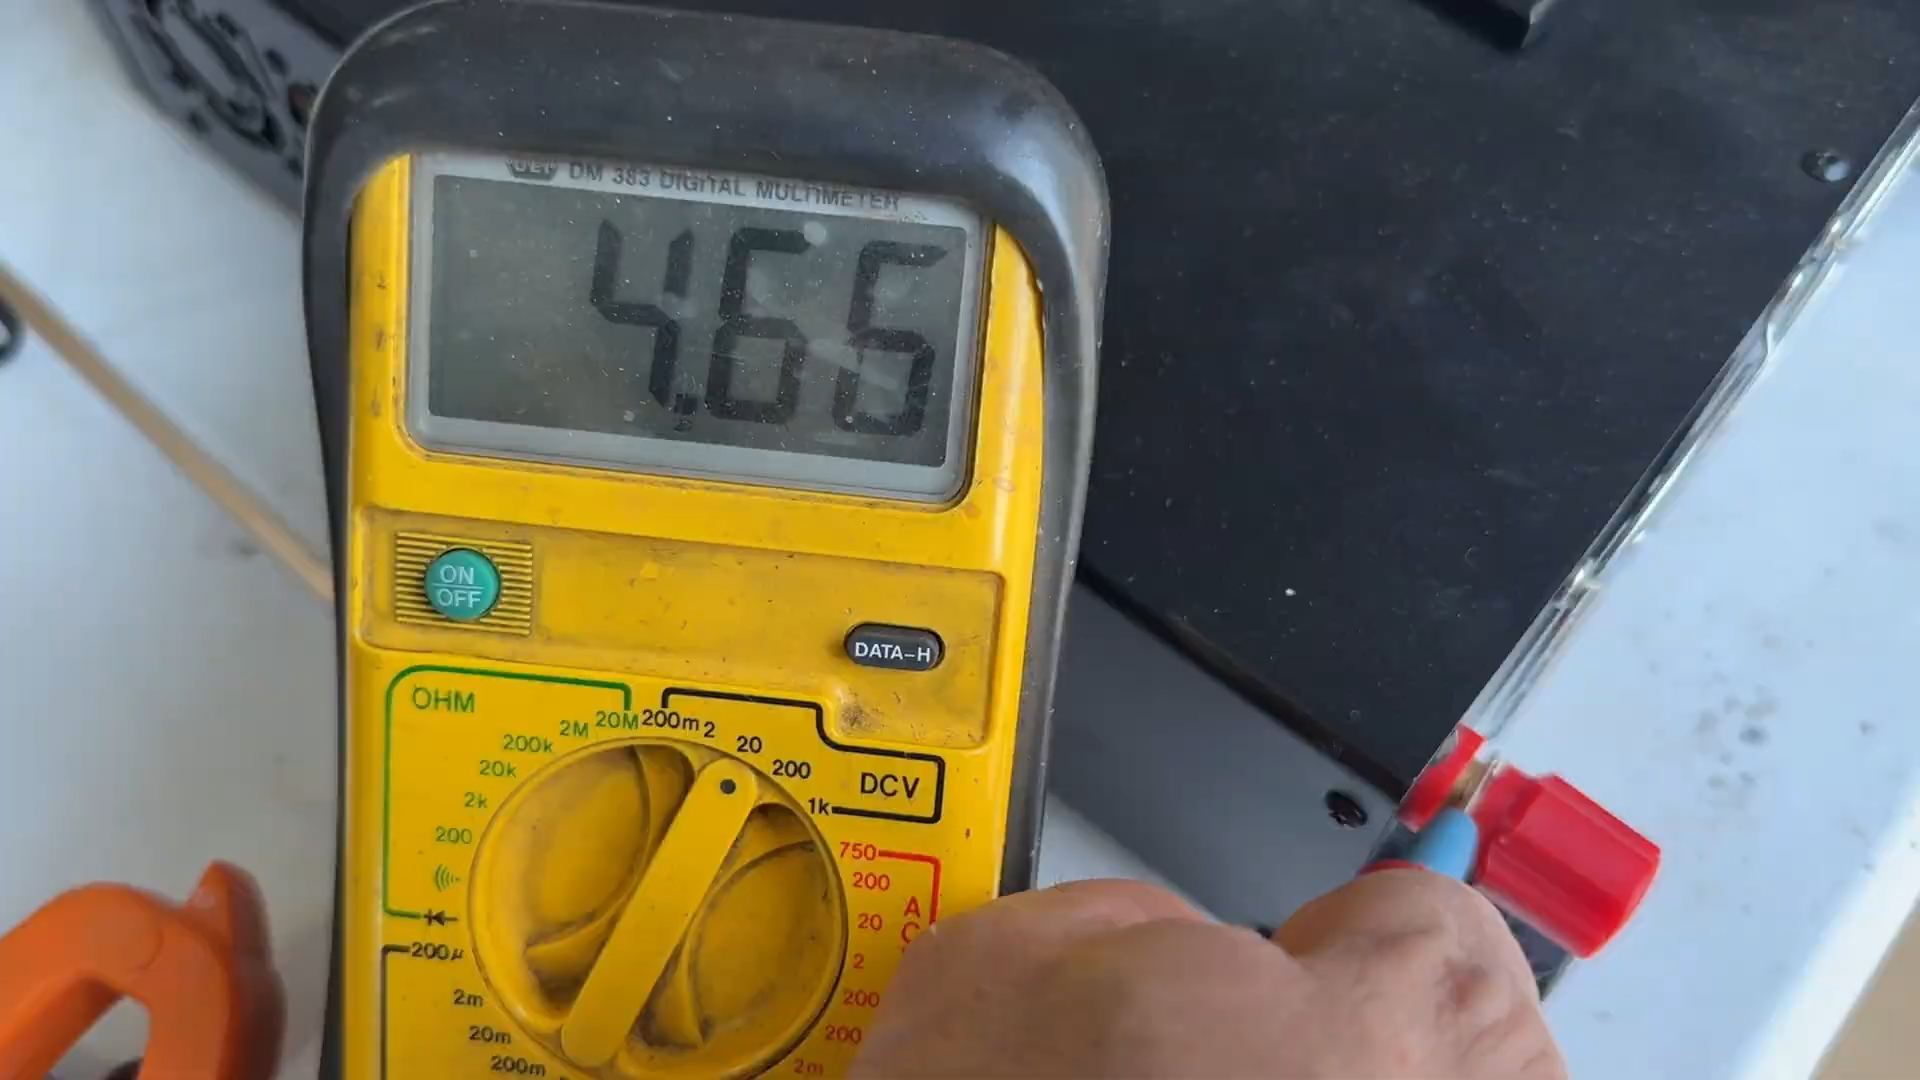 DM 383 DIGITAL MULTIMETER
4.66
ON
OFF
DATA-H
OHM
2M
20M
200m
2
20
200k
200
20k
DCV
2k
1k
200
750
200
A
20
C
200µ
2
2m
200
20m
200
200m
2m